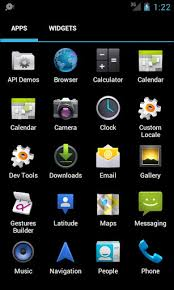 1:22
APPS WIDGETS
API Demos Browser Calculator Calendar
Calendar Camera Clock Custom Locale
Dev Tools Downloads Email Gallery
Gestures Builder Latitude Maps Messaging
Music Navigation People Phone